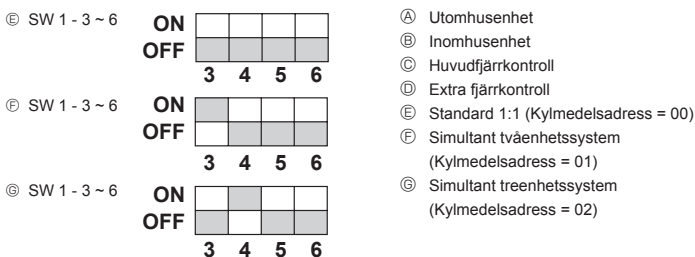 Ⓔ SW 1 - 3 ~ 6
ON
OFF
3 4 5 6
Ⓕ SW 1 - 3 ~ 6
ON
OFF
3 4 5 6
Ⓖ SW 1 - 3 ~ 6
ON
OFF
3 4 5 6
Ⓐ Utomhusenhet
Ⓑ Inomhusenhet
Ⓒ Huvudfjärrkontroll
Ⓓ Extra fjärrkontroll
Ⓔ Standard 1:1 (Kylmedelsadress = 00)
Ⓕ Simultant tvåenhetssystem
(Kylmedelsadress = 01)
Ⓖ Simultant treenhetssystem
(Kylmedelsadress = 02)